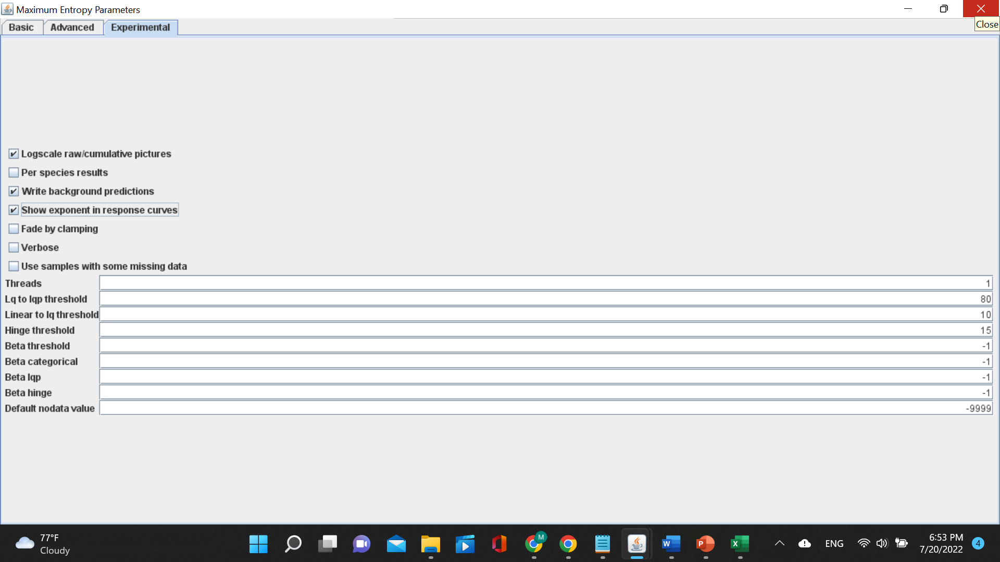 Maximum Entropy Parameters
Close
Basic Advanced Experimental
Logscale raw/cumulative pictures
Per species results
Write background predictions
Show exponent in response curves
Fade by clamping
Verbose
Use samples with some missing data
Threads 1
Lq to lqp threshold 80
Linear to lq threshold 10
Hinge threshold 15
Beta threshold -1
Beta categorical -1
Beta lqp -1
Beta hinge -1
Default nodata value -9999
77°F
Cloudy
M
W
P
X
ENG
6:53 PM
7/20/2022
4